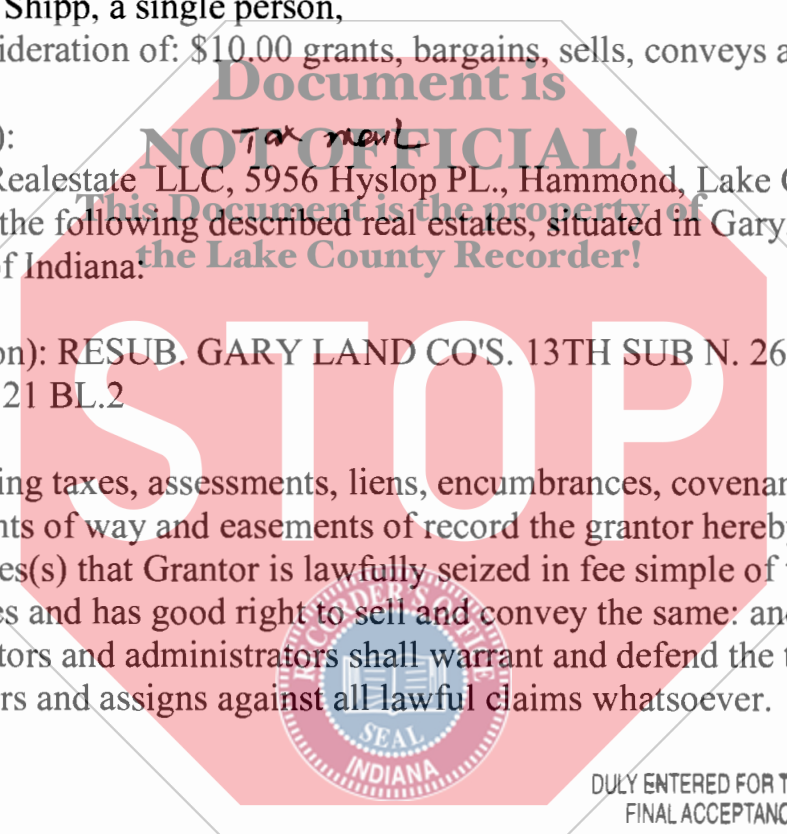 Shipp, a single person,
ideration of: $10.00 grants, bargains, sells, conveys a
Document is
):
Tax mail
NOT OFFICIAL!
Realestate LLC, 5956 Hyslop PL., Hammond, Lake
This Document is the property of
the following described real estates, situated in Gary,
of Indiana:
the Lake County Recorder!
on): RESUB. GARY LAND CO'S. 13TH SUB N. 26
21 BL.2
STOP
ing taxes, assessments, liens, encumbrances, covenan
nts of way and easements of record the grantor hereby
es(s) that Grantor is lawfully seized in fee simple of
es and has good right to sell and convey the same: and
tors and administrators shall warrant and defend the t
rs and assigns against all lawful claims whatsoever.
RECORDER'S OFFICE
SEAL
INDIANA
DULY ENTERED FOR T
FINAL ACCEPTANC